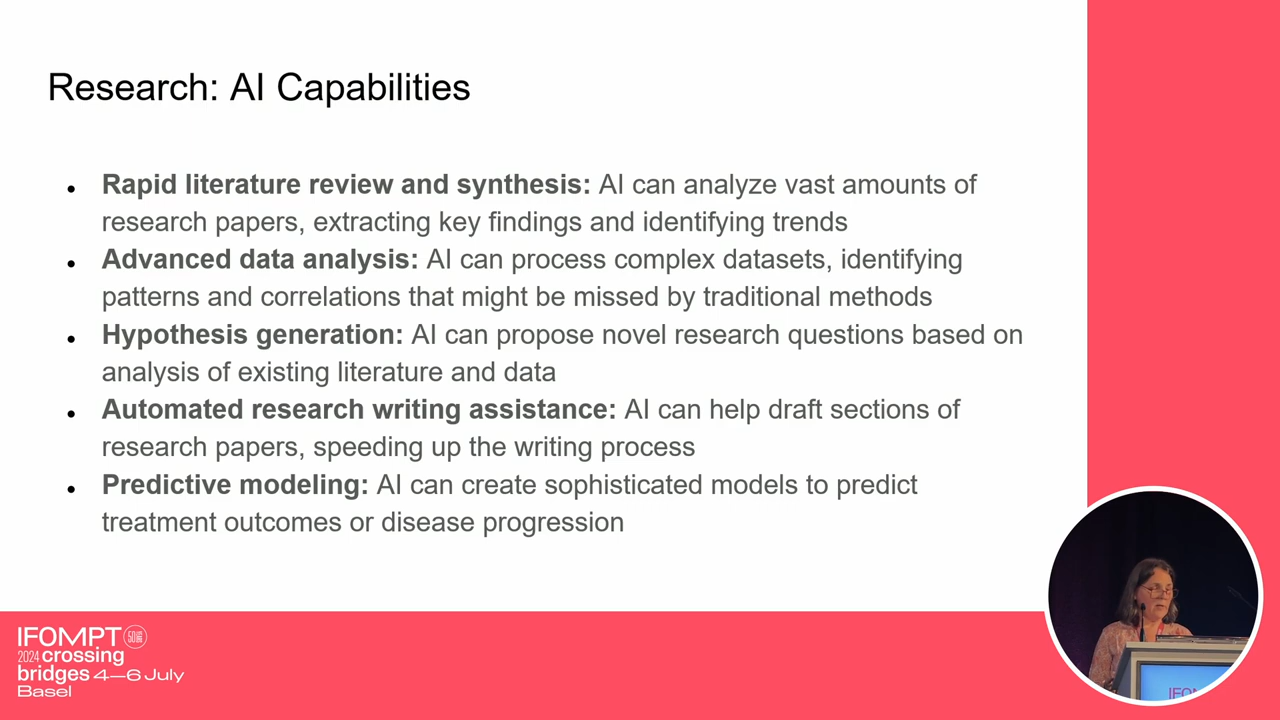 Research: AI Capabilities
• Rapid literature review and synthesis: AI can analyze vast amounts of
research papers, extracting key findings and identifying trends
• Advanced data analysis: AI can process complex datasets, identifying
patterns and correlations that might be missed by traditional methods
• Hypothesis generation: AI can propose novel research questions based on
analysis of existing literature and data
• Automated research writing assistance: AI can help draft sections of
research papers, speeding up the writing process
• Predictive modeling: AI can create sophisticated models to predict
treatment outcomes or disease progression
IFOMPT
2024 crossing
bridges 4—6 July
Basel